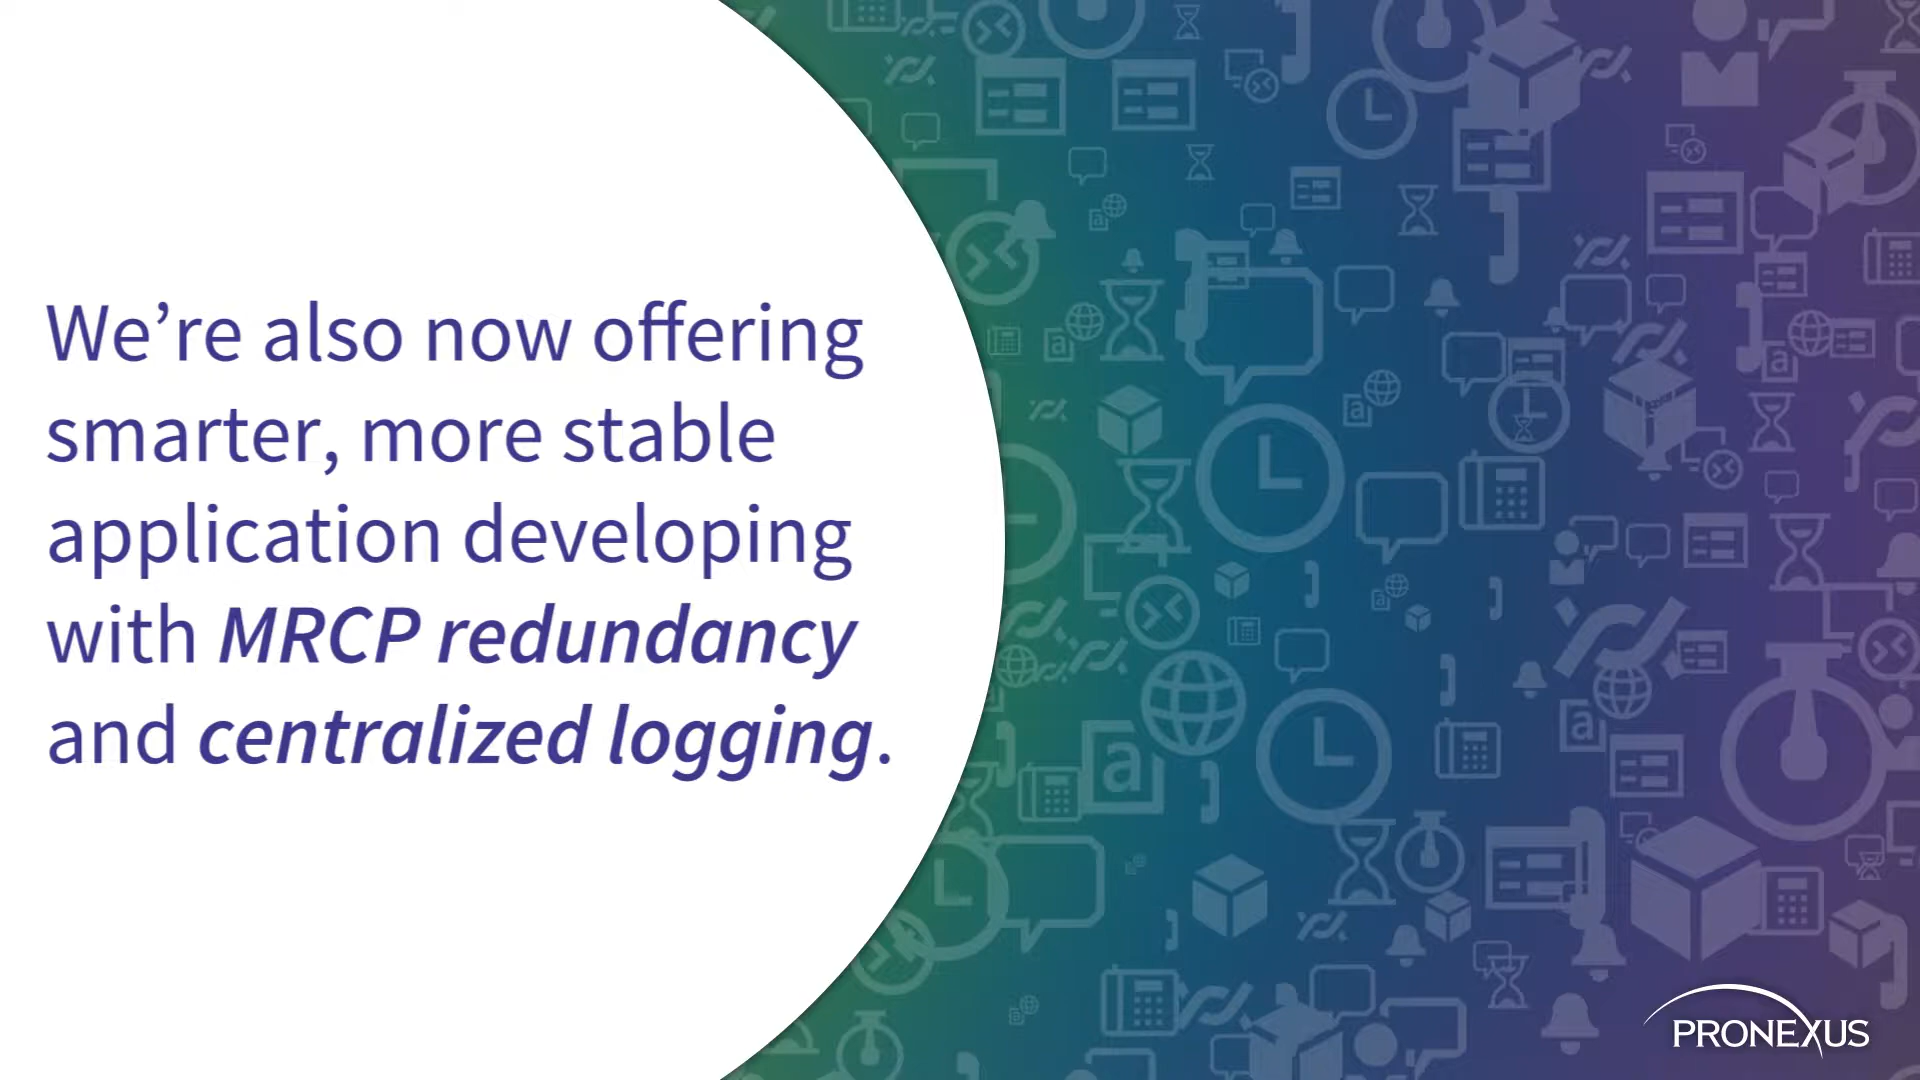 We’re also now offering
smarter, more stable
application developing
with MRCP redundancy
and centralized logging.
PRONEXUS